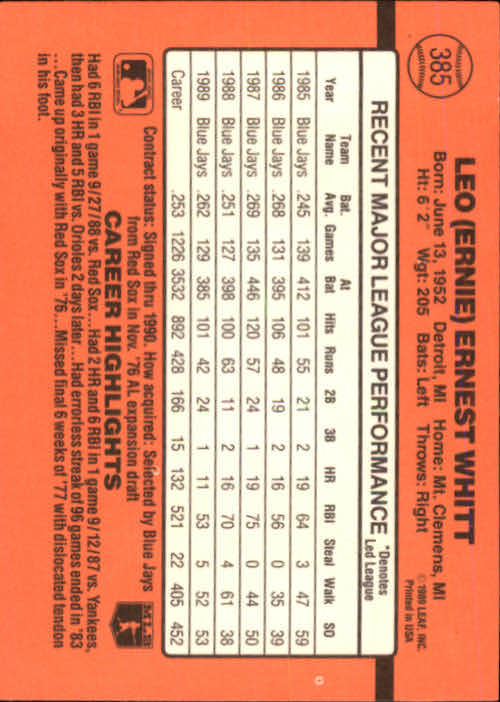 385
LEO (ERNIE) ERNEST WHITT
Born: June 13, 1952 Detroit, MI Home: Mt. Clemens, MI
Ht: 6' 2" Wgt: 205 Bats: Left Throws: Right
© 1989 LEAF, INC.
Printed in USA
RECENT MAJOR LEAGUE PERFORMANCE
*Denotes
Led League
Year Team Name Bat. Avg. Games At Bat Hits Runs 2B 3B HR RBI Steal Walk SO
1985 Blue Jays .245 139 412 101 55 21 2 19 64 3 47 59
1986 Blue Jays .268 131 395 106 48 19 2 16 56 0 35 39
1987 Blue Jays .269 135 446 120 57 24 1 19 75 0 44 50
1988 Blue Jays .251 127 398 100 63 11 2 16 70 4 61 38
1989 Blue Jays .262 129 385 101 42 24 1 11 53 5 52 53
Career .253 1226 3532 892 428 166 15 132 521 22 405 452
Contract status: Signed thru 1990. How acquired: Selected by Blue Jays
from Red Sox in Nov. '76 AL expansion draft
CAREER HIGHLIGHTS
MLB
Had 6 RBI in 1 game 9/27/88 vs. Red Sox...Had 2 HR and 6 RBI in 1 game 9/12/87 vs. Yankees,
then had 3 HR and 5 RBI vs. Orioles 2 days later...Had errorless streak of 96 games ended in '83
...Came up originally with Red Sox in '76...Missed final 6 weeks of '77 with dislocated tendon
in his foot.